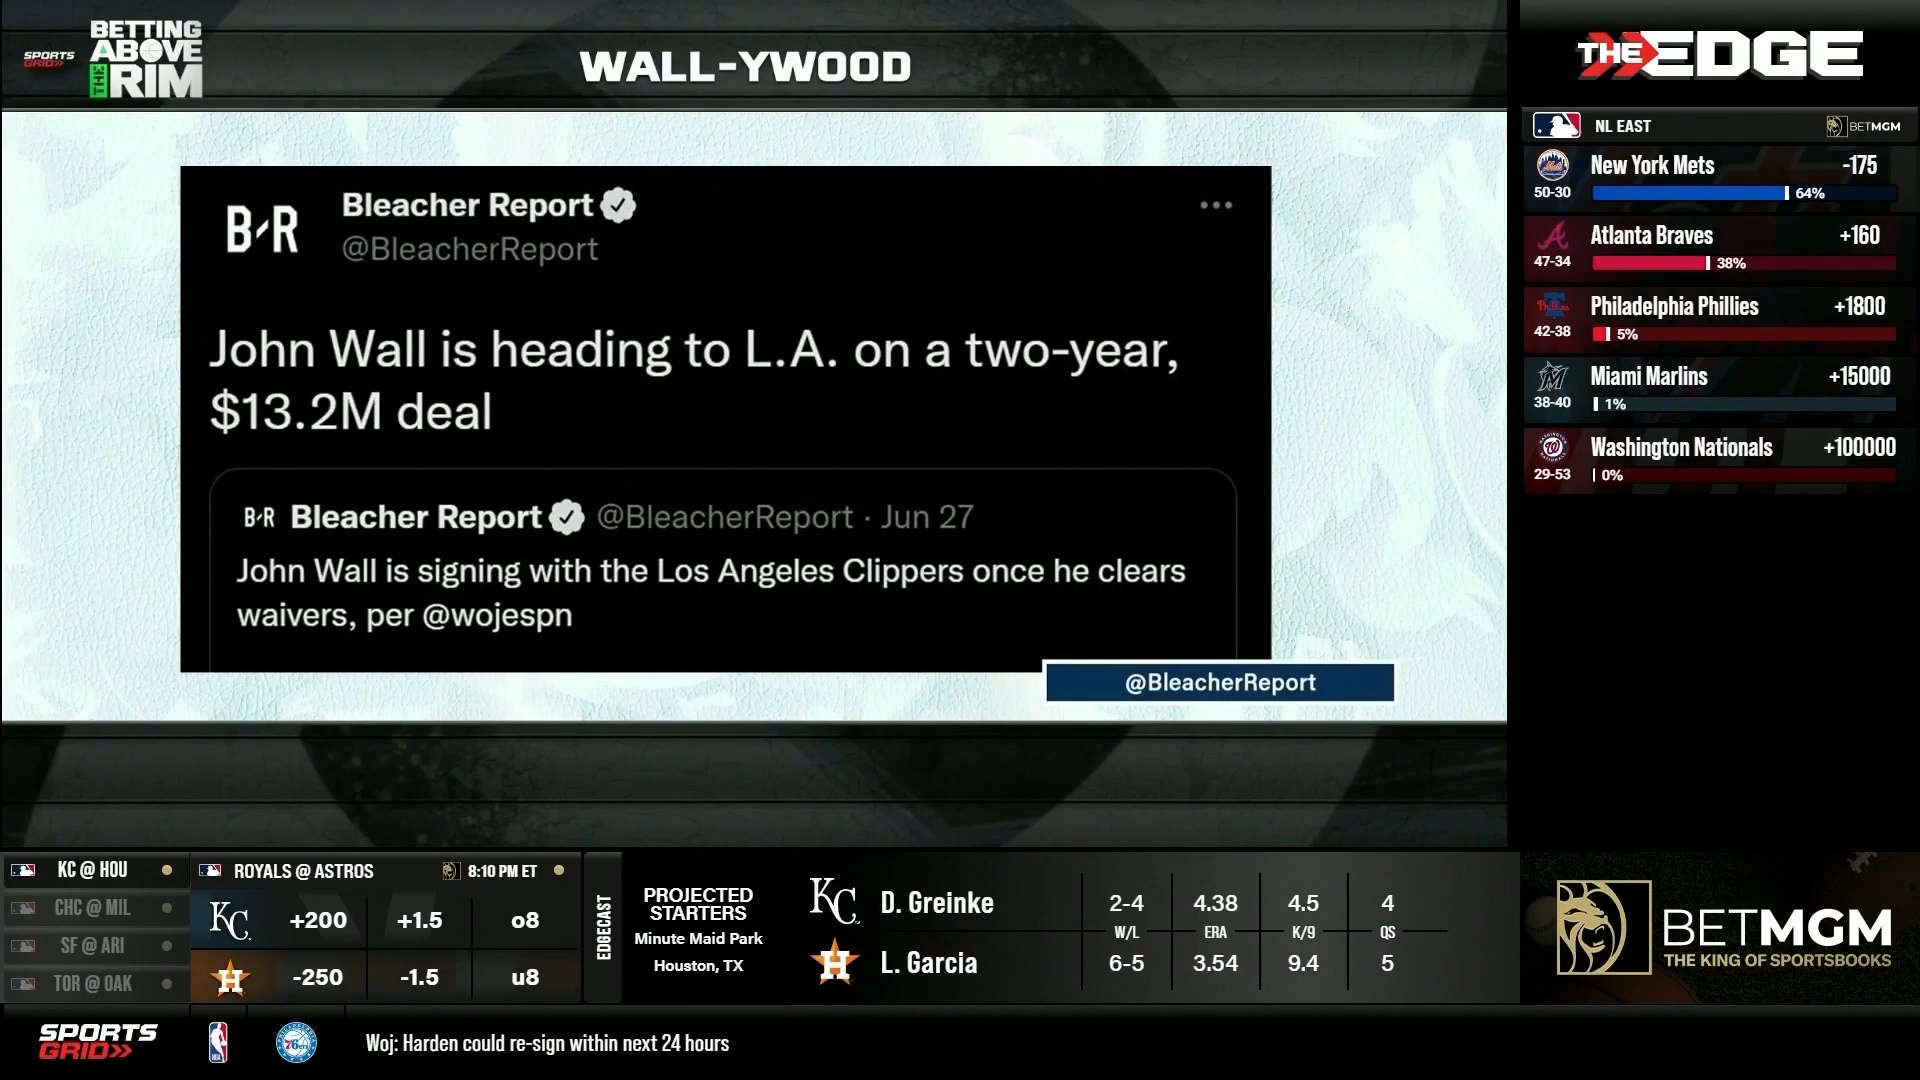 SPORTS
GRID
BETTING
ABOVE
THE RIM
WALL-YWOOD
THE EDGE
B/R
Bleacher Report
@BleacherReport
John Wall is heading to L.A. on a two-year,
$13.2M deal
B/R Bleacher Report @BleacherReport · Jun 27
John Wall is signing with the Los Angeles Clippers once he clears
waivers, per @wojespn
@BleacherReport
NL EAST BETMGM
New York Mets -175
50-30 64%
Atlanta Braves +160
47-34 38%
Philadelphia Phillies +1800
42-38 5%
Miami Marlins +15000
38-40 1%
Washington Nationals +100000
29-53 0%
KC @ HOU
CHC @ MIL
SF @ ARI
TOR @ OAK
ROYALS @ ASTROS 8:10 PM ET
KC +200 +1.5 o8
H -250 -1.5 u8
EDGECAST
PROJECTED
STARTERS
Minute Maid Park
Houston, TX
KC D. Greinke 2-4 4.38 4.5 4
W/L ERA K/9 QS
H L. Garcia 6-5 3.54 9.4 5
BETMGM
THE KING OF SPORTSBOOKS
SPORTS
GRID
NBA
76ers
Woj: Harden could re-sign within next 24 hours